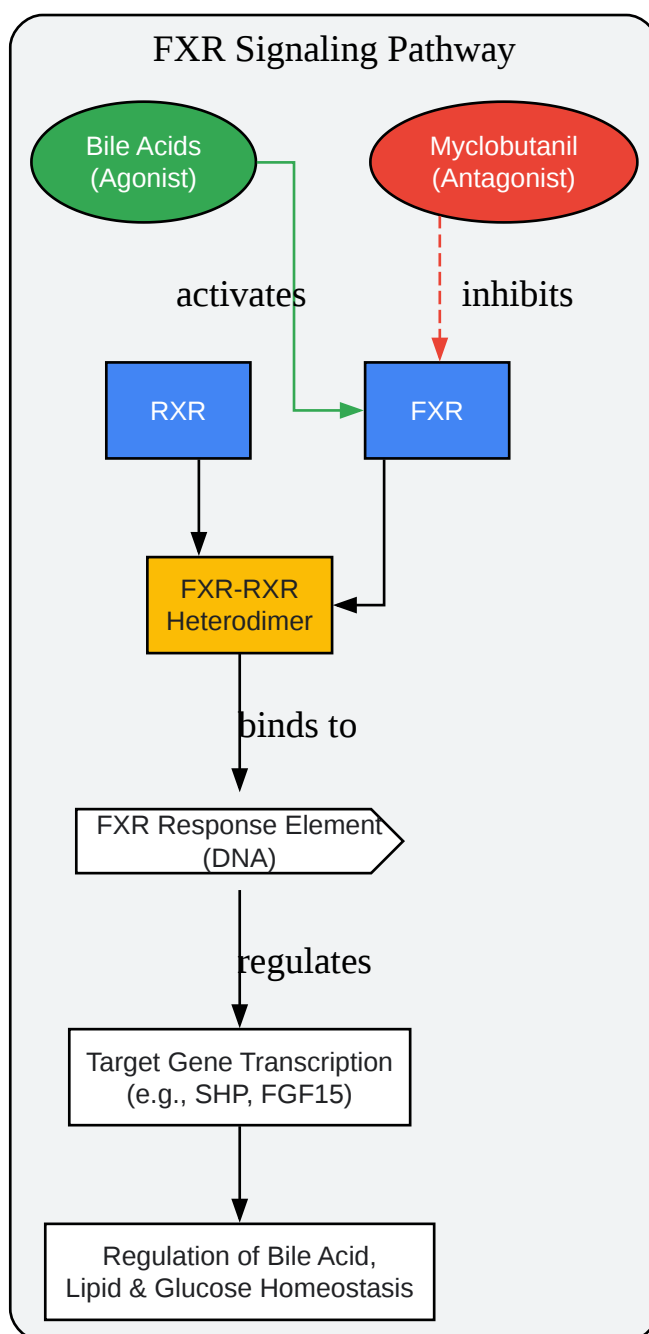 FXR Signaling Pathway
Bile Acids
(Agonist)
Myclobutanil
(Antagonist)
activates
inhibits
RXR
FXR
FXR-RXR
Heterodimer
binds to
FXR Response Element
(DNA)
regulates
Target Gene Transcription
(e.g., SHP, FGF15)
Regulation of Bile Acid,
Lipid & Glucose Homeostasis